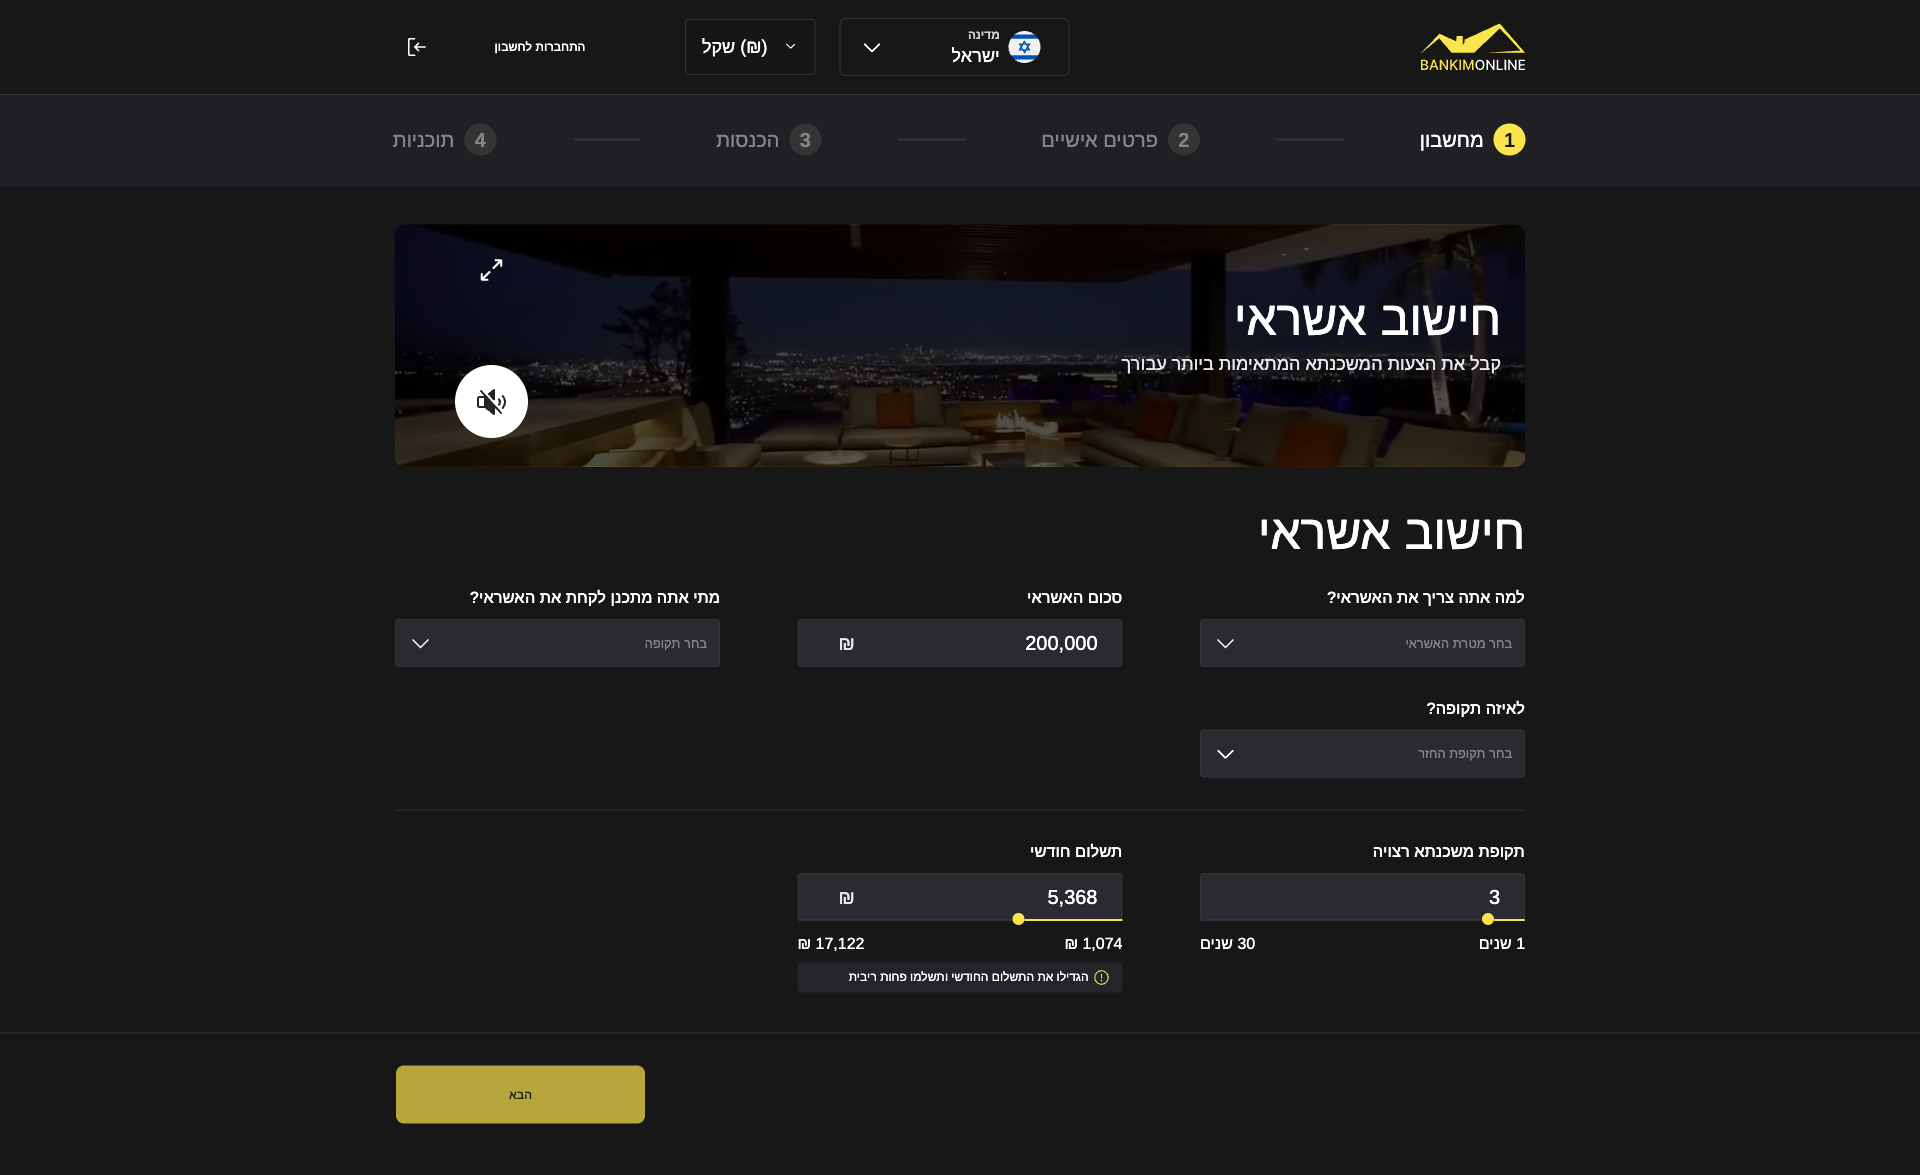 BANKIMONLINE
מדינה
ישראל
(₪) שקל
התחברות לחשבון
1 מחשבון
2 פרטים אישיים
3 הכנסות
4 תוכניות
חישוב אשראי
קבל את הצעות המשכנתא המתאימות ביותר עבורך
חישוב אשראי
למה אתה צריך את האשראי?
בחר מטרת האשראי
סכום האשראי
200,000 ₪
מתי אתה מתכנן לקחת את האשראי?
בחר תקופה
לאיזה תקופה?
בחר תקופת החזר
תקופת משכנתא רצויה
3
1 שנים
30 שנים
תשלום חודשי
5,368 ₪
1,074 ₪
17,122 ₪
הגדילו את התשלום החודשי ותשלמו פחות ריבית
הבא